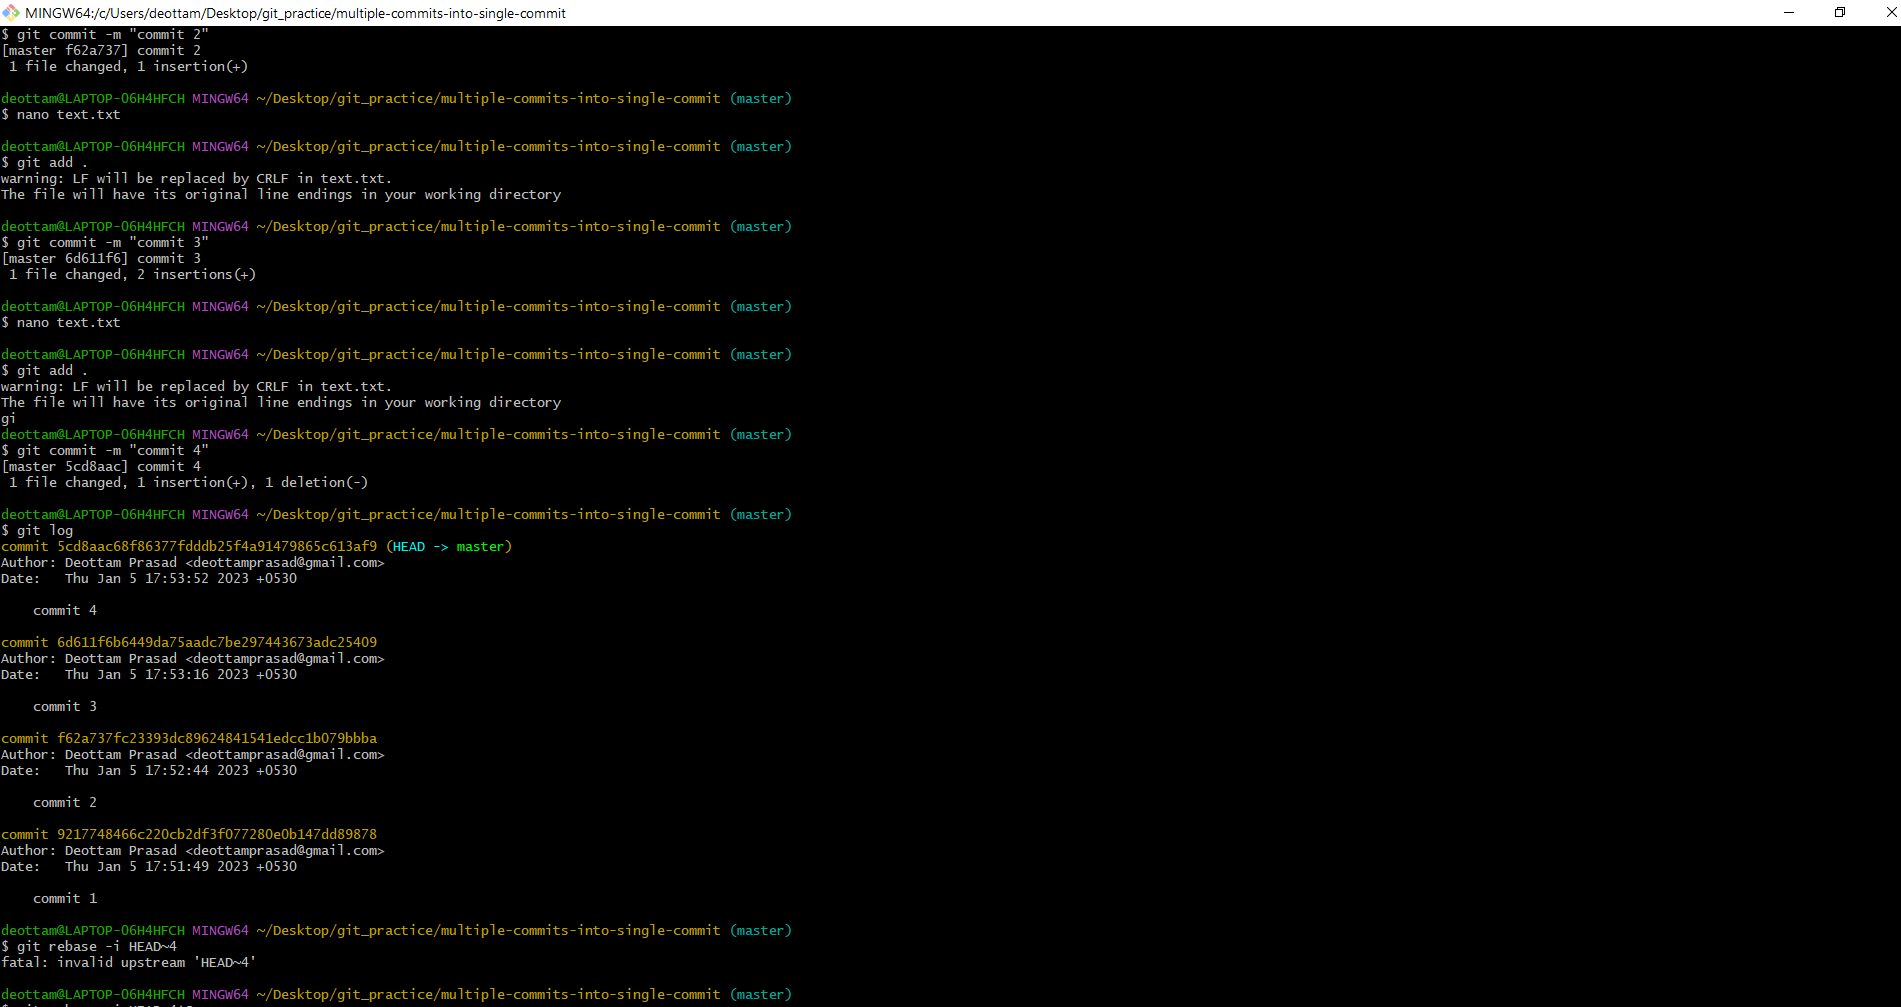 MINGW64:/c/Users/deottam/Desktop/git_practice/multiple-commits-into-single-commit
$ git commit -m "commit 2"
[master f62a737] commit 2
 1 file changed, 1 insertion(+)
deottam@LAPTOP-O6H4HFCH MINGW64 ~/Desktop/git_practice/multiple-commits-into-single-commit (master)
$ nano text.txt
deottam@LAPTOP-O6H4HFCH MINGW64 ~/Desktop/git_practice/multiple-commits-into-single-commit (master)
$ git add .
warning: LF will be replaced by CRLF in text.txt.
The file will have its original line endings in your working directory
deottam@LAPTOP-O6H4HFCH MINGW64 ~/Desktop/git_practice/multiple-commits-into-single-commit (master)
$ git commit -m "commit 3"
[master 6d611f6] commit 3
 1 file changed, 2 insertions(+)
deottam@LAPTOP-O6H4HFCH MINGW64 ~/Desktop/git_practice/multiple-commits-into-single-commit (master)
$ nano text.txt
deottam@LAPTOP-O6H4HFCH MINGW64 ~/Desktop/git_practice/multiple-commits-into-single-commit (master)
$ git add .
warning: LF will be replaced by CRLF in text.txt.
The file will have its original line endings in your working directory
gi
deottam@LAPTOP-O6H4HFCH MINGW64 ~/Desktop/git_practice/multiple-commits-into-single-commit (master)
$ git commit -m "commit 4"
[master 5cd8aac] commit 4
 1 file changed, 1 insertion(+), 1 deletion(-)
deottam@LAPTOP-O6H4HFCH MINGW64 ~/Desktop/git_practice/multiple-commits-into-single-commit (master)
$ git log
commit 5cd8aac68f86377fdddb25f4a91479865c613af9 (HEAD -> master)
Author: Deottam Prasad <deottamprasad@gmail.com>
Date:   Thu Jan 5 17:53:52 2023 +0530
    commit 4
commit 6d611f6b6449da75aadc7be297443673adc25409
Author: Deottam Prasad <deottamprasad@gmail.com>
Date:   Thu Jan 5 17:53:16 2023 +0530
    commit 3
commit f62a737fc23393dc89624841541edcc1b079bbba
Author: Deottam Prasad <deottamprasad@gmail.com>
Date:   Thu Jan 5 17:52:44 2023 +0530
    commit 2
commit 9217748466c220cb2df3f077280e0b147dd89878
Author: Deottam Prasad <deottamprasad@gmail.com>
Date:   Thu Jan 5 17:51:49 2023 +0530
    commit 1
deottam@LAPTOP-O6H4HFCH MINGW64 ~/Desktop/git_practice/multiple-commits-into-single-commit (master)
$ git rebase -i HEAD~4
fatal: invalid upstream 'HEAD~4'
deottam@LAPTOP-O6H4HFCH MINGW64 ~/Desktop/git_practice/multiple-commits-into-single-commit (master)